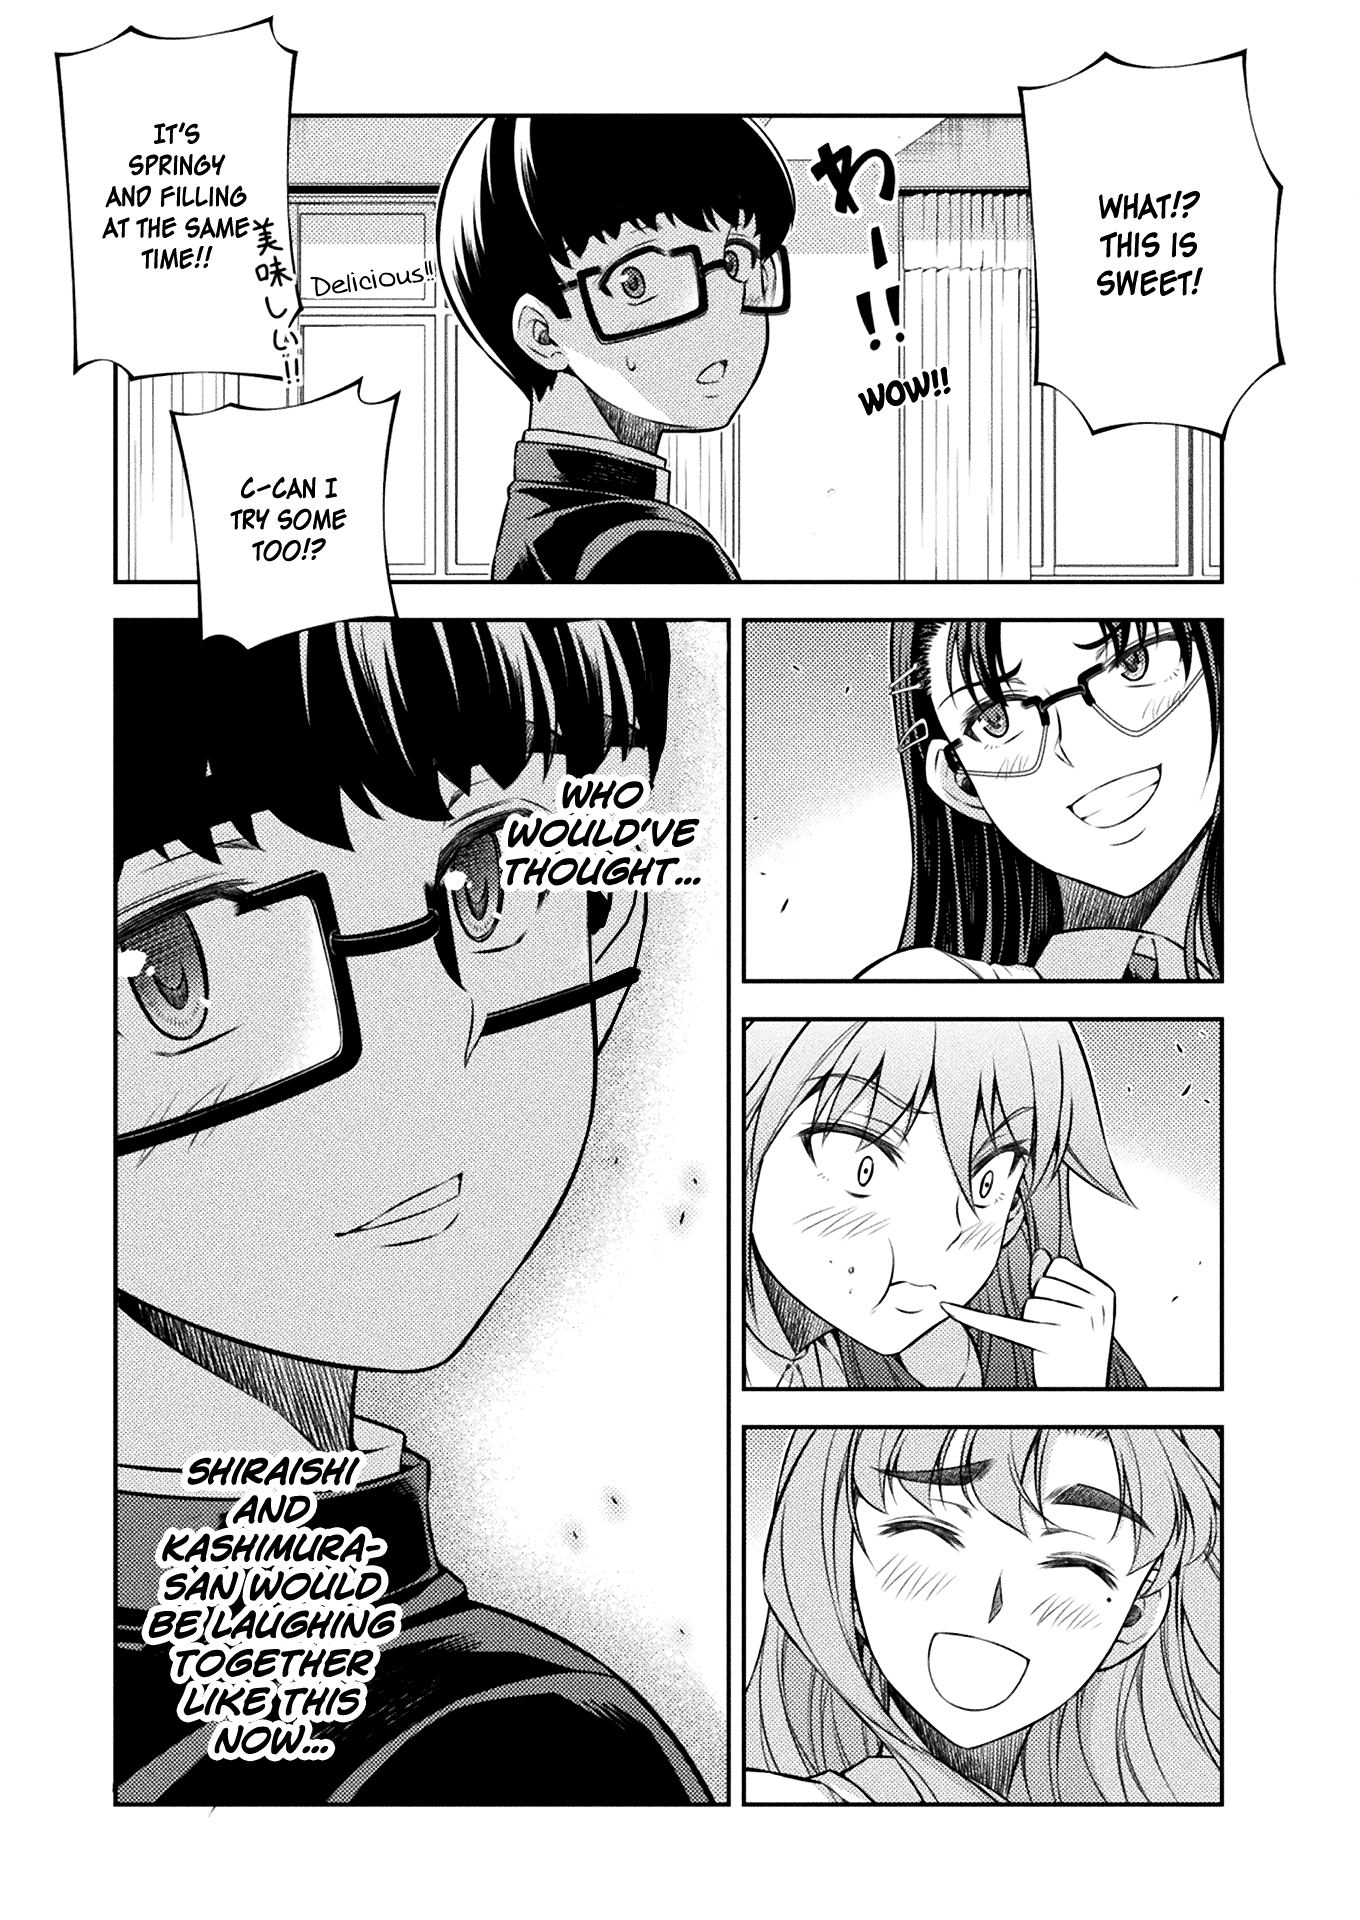 WHAT!?
THIS IS
SWEET!
わー!!
WOW!!
IT'S
SPRINGY
AND FILLING
AT THE SAME
TIME!!
美味しい!!
Delicious!!
C-CAN I
TRY SOME
TOO!?
WHO
WOULD'VE
THOUGHT...
SHIRAISHI
AND
KASHIMURA-
SAN WOULD
BE LAUGHING
TOGETHER
LIKE THIS
NOW...